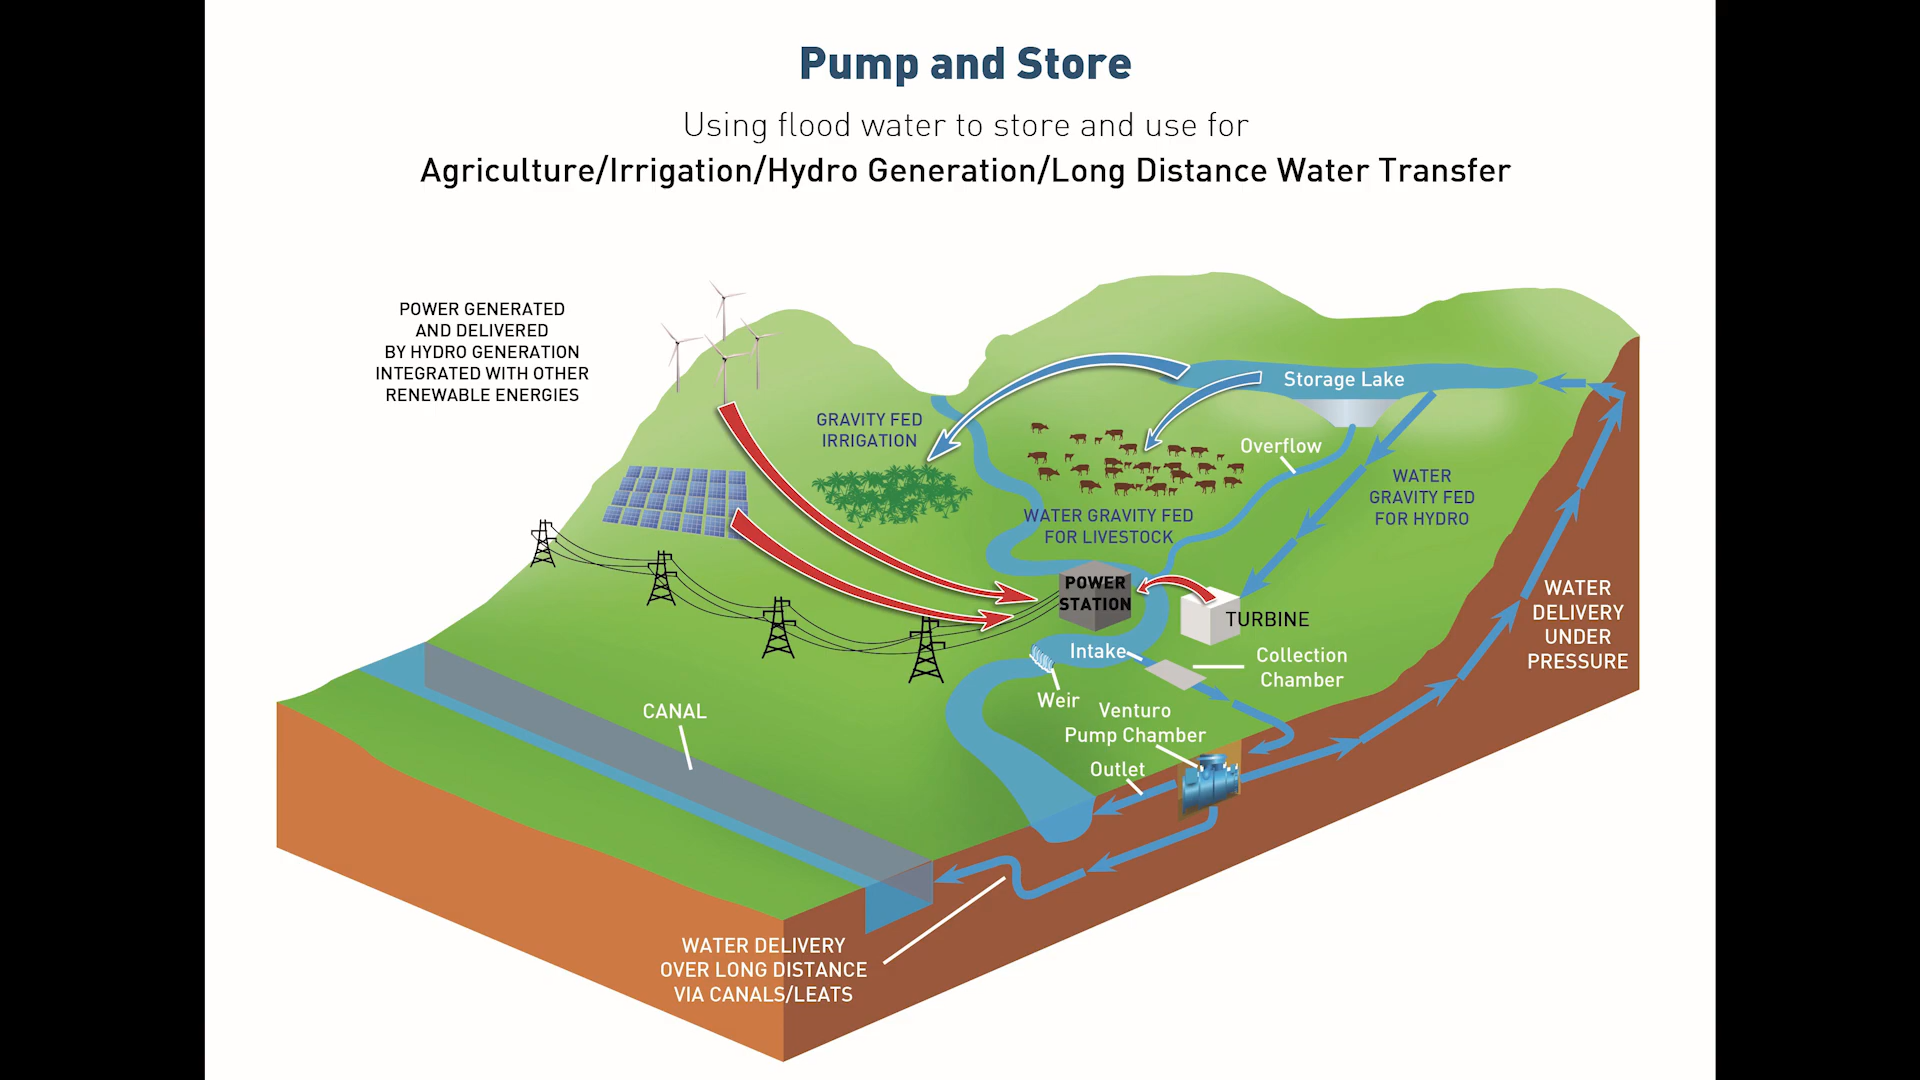 Pump and Store
Using flood water to store and use for
Agriculture/Irrigation/Hydro Generation/Long Distance Water Transfer
POWER GENERATED
AND DELIVERED
BY HYDRO GENERATION
INTEGRATED WITH OTHER
RENEWABLE ENERGIES
GRAVITY FED
IRRIGATION
Storage Lake
Overflow
WATER
GRAVITY FED
FOR HYDRO
WATER GRAVITY FED
FOR LIVESTOCK
POWER
STATION
TURBINE
WATER
DELIVERY
UNDER
PRESSURE
Intake
Collection
Chamber
Weir
Venturo
Pump Chamber
Outlet
CANAL
WATER DELIVERY
OVER LONG DISTANCE
VIA CANALS/LEATS